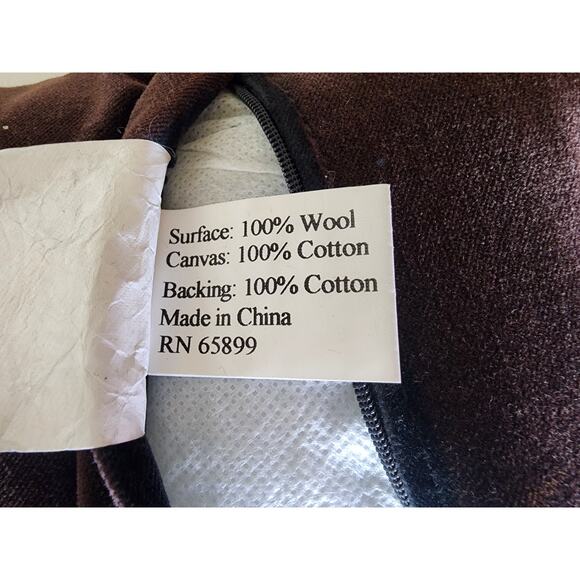 Surface: 100% Wool
Canvas: 100% Cotton
Backing: 100% Cotton
Made in China
RN 65899